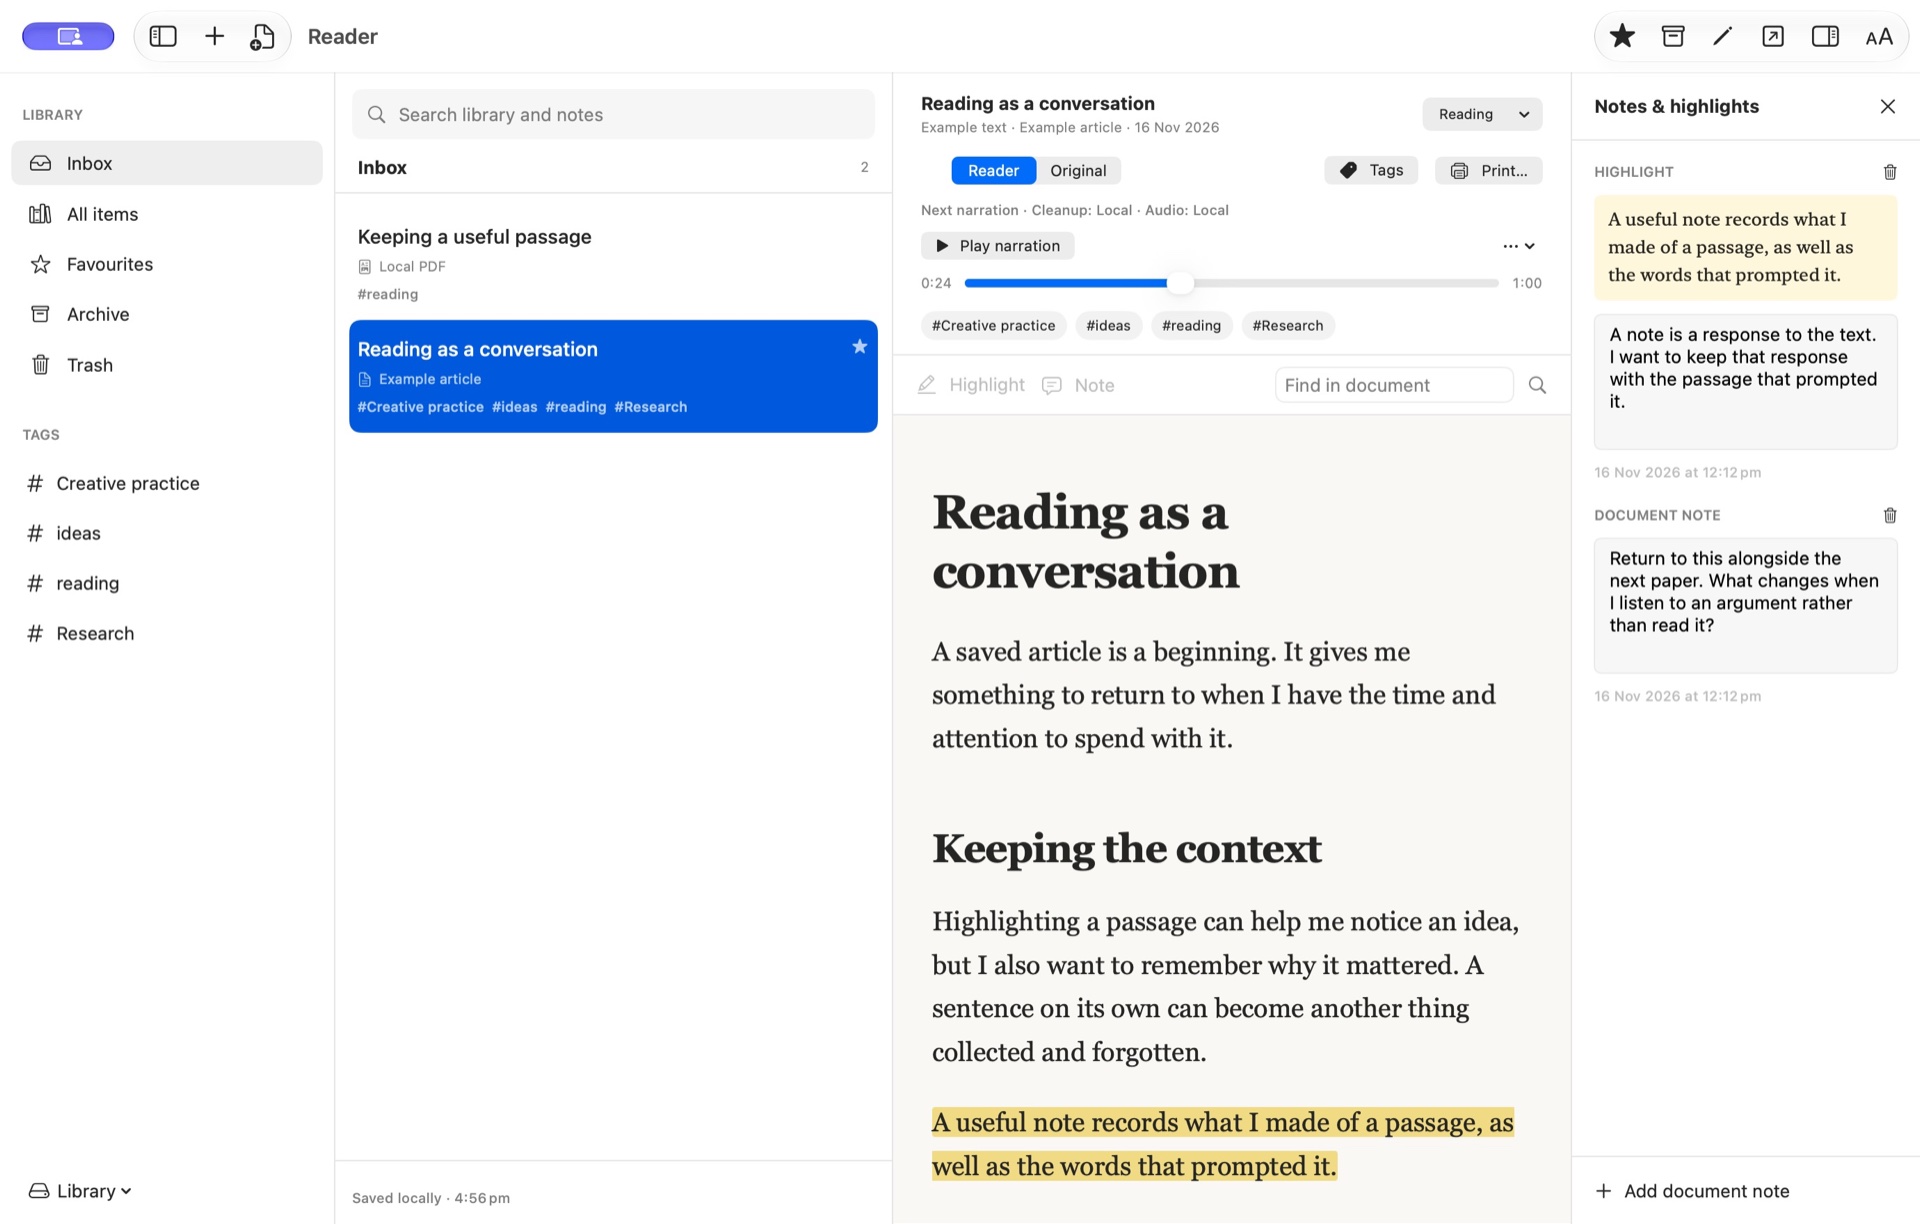 Reader
AA
LIBRARY
Inbox
All items
Favourites
Archive
Trash
TAGS
# Creative practice
# ideas
# reading
# Research
Library
Search library and notes
Inbox
2
Keeping a useful passage
Local PDF
#reading
Reading as a conversation
Example article
#Creative practice #ideas #reading #Research
Saved locally · 4:56 pm
Reading as a conversation
Example text · Example article · 16 Nov 2026
Reading
Reader Original
Tags
Print...
Next narration · Cleanup: Local · Audio: Local
Play narration
0:24
1:00
#Creative practice #ideas #reading #Research
Highlight
Note
Find in document
Reading as a
conversation
A saved article is a beginning. It gives me
something to return to when I have the time and
attention to spend with it.
Keeping the context
Highlighting a passage can help me notice an idea,
but I also want to remember why it mattered. A
sentence on its own can become another thing
collected and forgotten.
A useful note records what I made of a passage, as
well as the words that prompted it.
Notes & highlights
HIGHLIGHT
A useful note records what I
made of a passage, as well as
the words that prompted it.
A note is a response to the text.
I want to keep that response
with the passage that prompted
it.
16 Nov 2026 at 12:12 pm
DOCUMENT NOTE
Return to this alongside the
next paper. What changes when
I listen to an argument rather
than read it?
16 Nov 2026 at 12:12 pm
Add document note